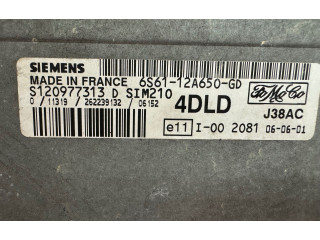 SIEMENS
MADE IN FRANCE 6S61-12A650-GD
S120977313 D SIM210
0 / 11319 / 262239132 / 06152
4DLD
FoMoCo
J38AC
e11 I-00 2081 06-06-01